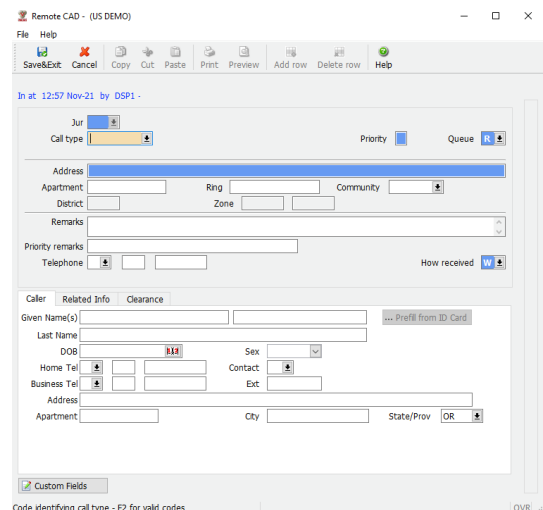 Remote CAD - (US DEMO)
File Help
Save&Exit Cancel Copy Cut Paste Print Preview Add row Delete row Help
In at 12:57 Nov-21 by DSP1 -
Jur
Call type Priority Queue R
Address
Apartment Ring Community
District Zone
Remarks
Priority remarks
Telephone How received W
Caller Related Info Clearance
Given Name(s) ... Prefill from ID Card
Last Name
DOB Sex
Home Tel Contact
Business Tel Ext
Address
Apartment City State/Prov OR
Custom Fields
Code identifying call type - F2 for valid codes OVR